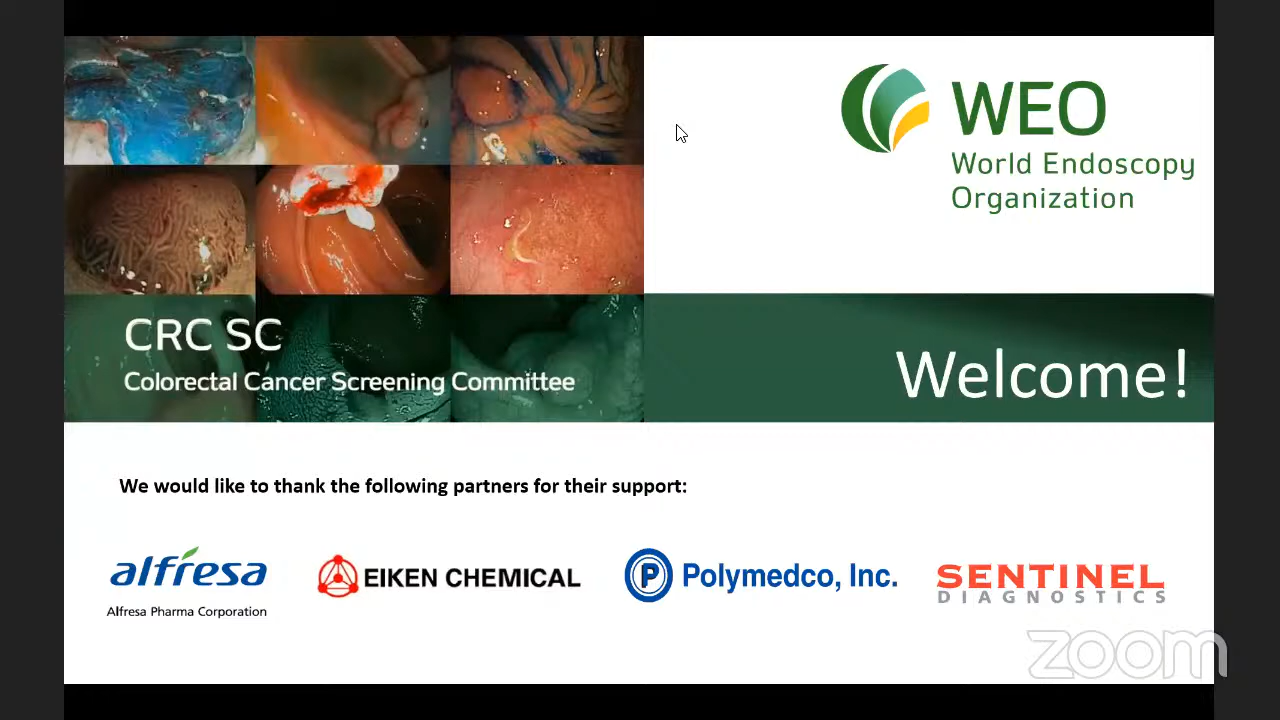 WEO
World Endoscopy
Organization
CRC SC
Colorectal Cancer Screening Committee
Welcome!
We would like to thank the following partners for their support:
alfresa
Alfresa Pharma Corporation
EIKEN CHEMICAL
P
Polymedco, Inc.
SENTINEL
DIAGNOSTICS
zoom